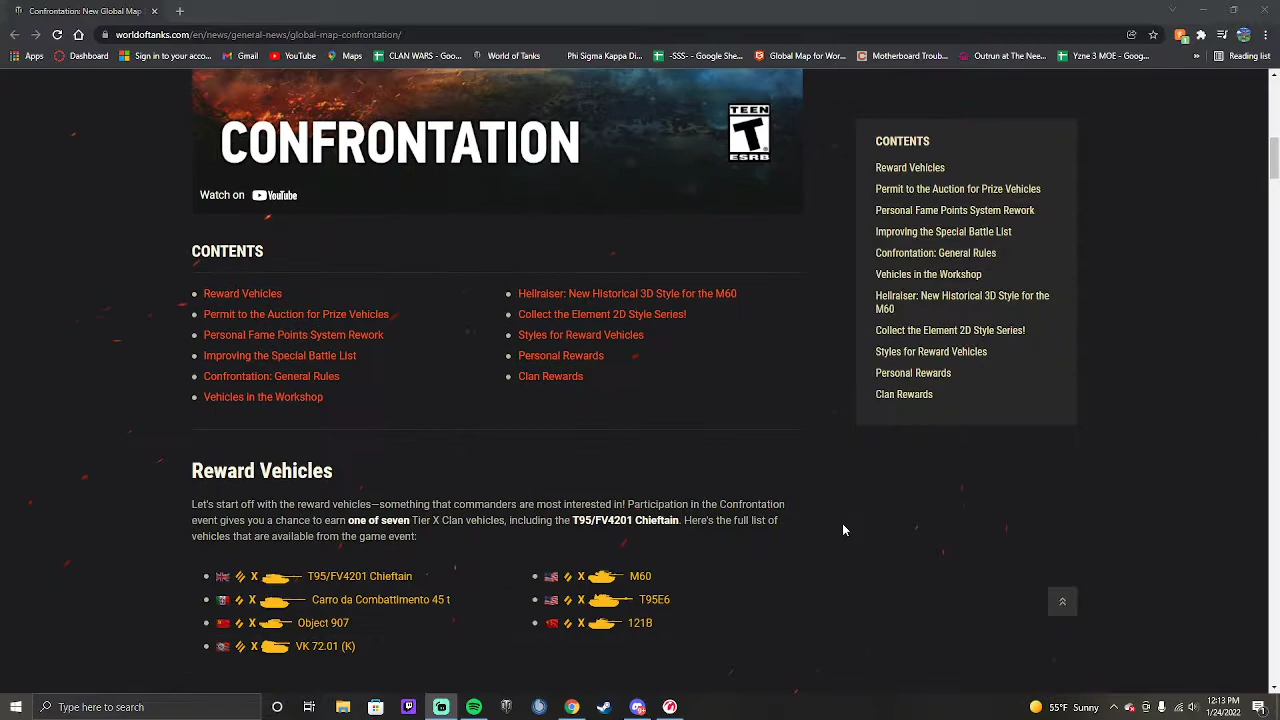 Confrontation: New Global Map
worldoftanks.com/en/news/general-news/global-map-confrontation/
Apps
Dashboard
Sign in to your acco...
Gmail
YouTube
Maps
CLAN WARS - Goo...
World of Tanks
Phi Sigma Kappa Di...
-SSS- - Google She...
Global Map for Wor...
Motherboard Troub...
Outrun at The Nee...
Yzne 3 MOE - Goog...
»
Reading list
CONFRONTATION
TEEN
T
ESRB
Watch on YouTube
CONTENTS
Reward Vehicles
Permit to the Auction for Prize Vehicles
Personal Fame Points System Rework
Improving the Special Battle List
Confrontation: General Rules
Vehicles in the Workshop
Hellraiser: New Historical 3D Style for the M60
Collect the Element 2D Style Series!
Styles for Reward Vehicles
Personal Rewards
Clan Rewards
CONTENTS
Reward Vehicles
Permit to the Auction for Prize Vehicles
Personal Fame Points System Rework
Improving the Special Battle List
Confrontation: General Rules
Vehicles in the Workshop
Hellraiser: New Historical 3D Style for the
M60
Collect the Element 2D Style Series!
Styles for Reward Vehicles
Personal Rewards
Clan Rewards
Reward Vehicles
Let's start off with the reward vehicles—something that commanders are most interested in! Participation in the Confrontation
event gives you a chance to earn one of seven Tier X Clan vehicles, including the T95/FV4201 Chieftain. Here's the full list of
vehicles that are available from the game event:
X T95/FV4201 Chieftain
X Carro da Combattimento 45 t
X Object 907
X VK 72.01 (K)
X M60
X T95E6
X 121B
Type here to search
55°F Sunny
12:13 PM
1/24/2022